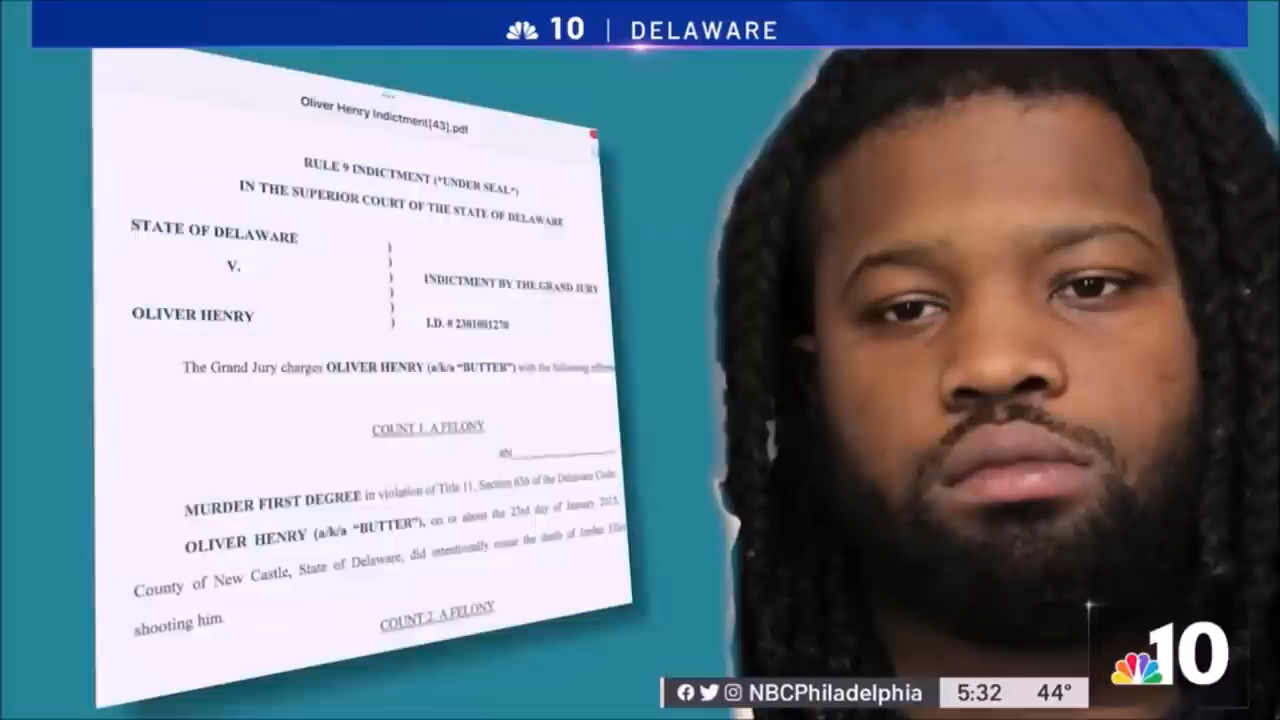 10 | DELAWARE
Oliver Henry Indictment[43].pdf
RULE 9 INDICTMENT (*UNDER SEAL*)
IN THE SUPERIOR COURT OF THE STATE OF DELAWARE
STATE OF DELAWARE
V.
INDICTMENT BY THE GRAND JURY
OLIVER HENRY
I.D. # 2301001270
The Grand Jury charges OLIVER HENRY (a/k/a “BUTTER”) with the following
COUNT 1. A FELONY
#N
MURDER FIRST DEGREE in violation of Title 11, Section 636 of the Delaware Code
OLIVER HENRY (a/k/a “BUTTER”), on or about the 23rd day of January 2015,
County of New Castle, State of Delaware, did intentionally cause the death of Jordan
shooting him.
COUNT 2. A FELONY
10
NBCPhiladelphia 5:32 44°